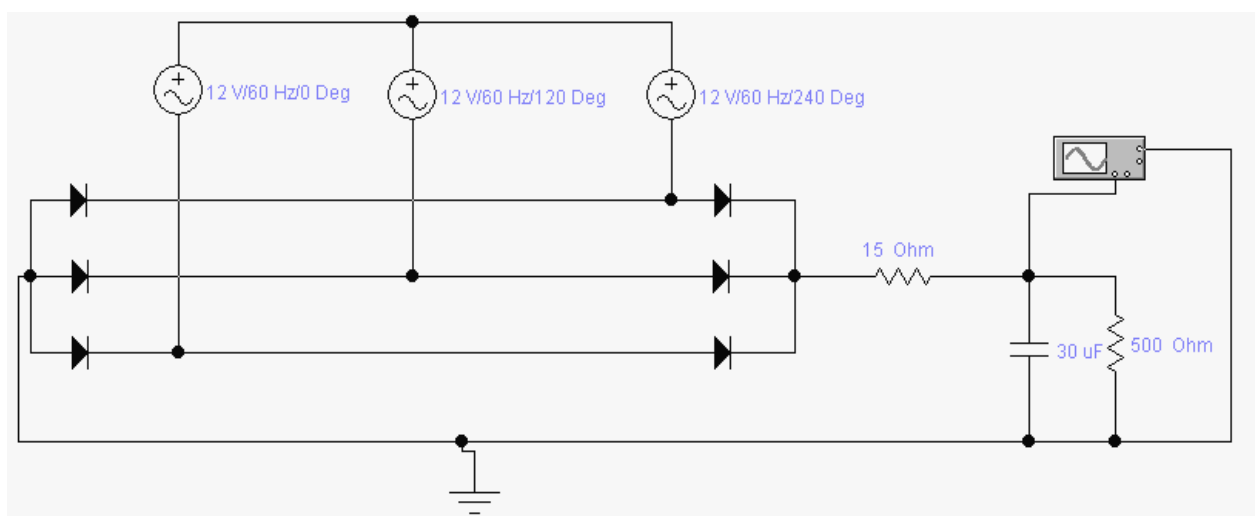 12 V/60 Hz/0 Deg
12 V/60 Hz/120 Deg
12 V/60 Hz/240 Deg
15 Ohm
30 uF
500 Ohm